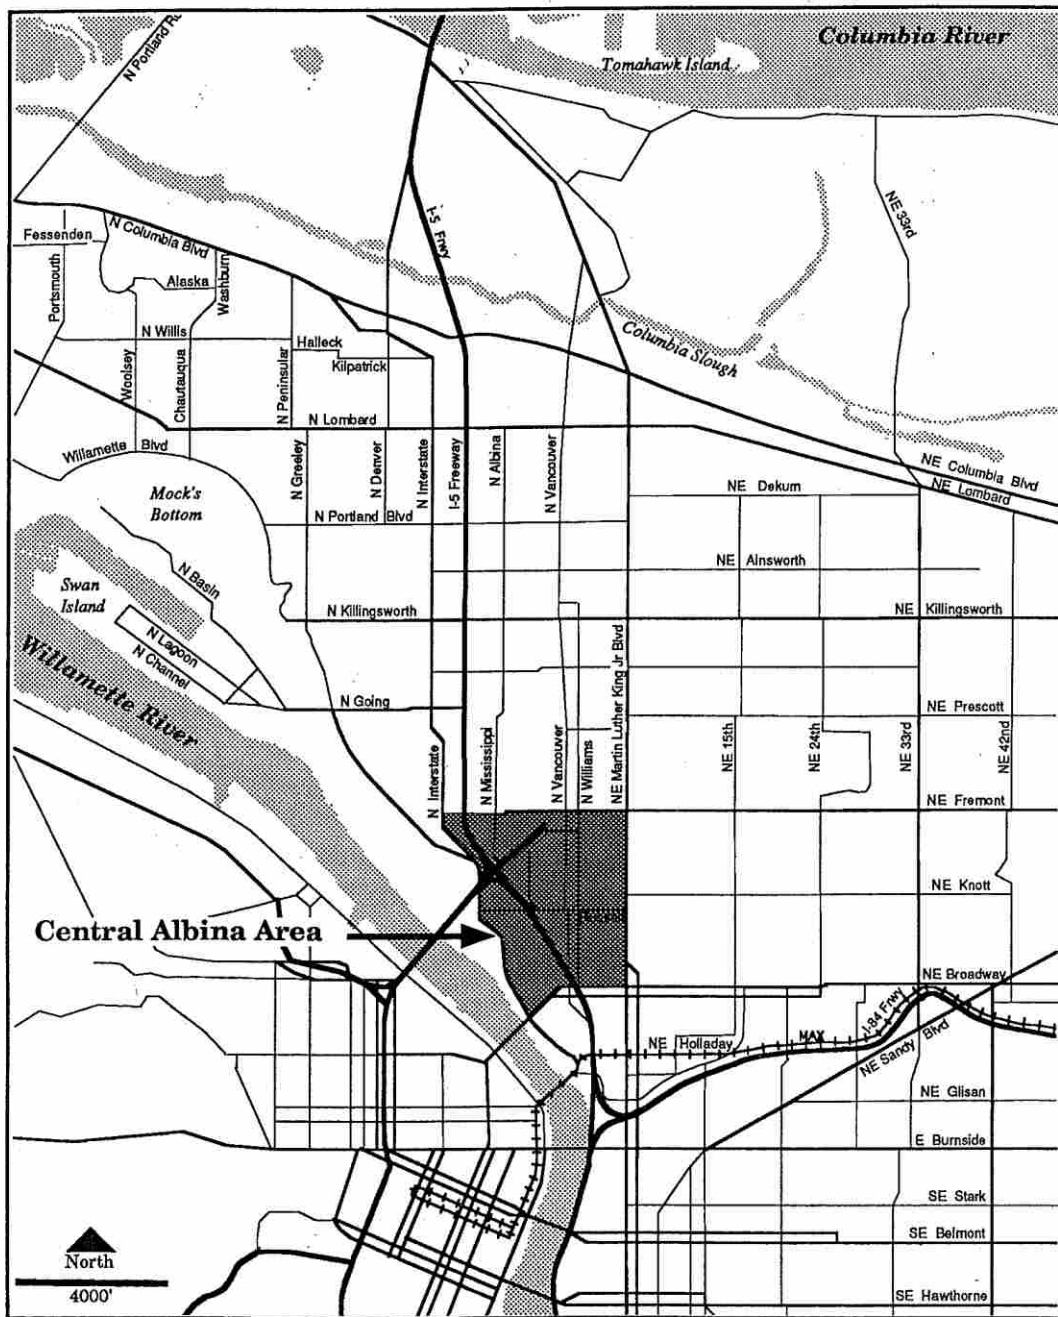 N Portland Rd
Columbia River
Tomahawk Island
I-5 Frwy
NE 33rd
Fessenden
N Columbia Blvd
Portsmouth
Alaska
Washburn
N Willis
Halleck
Kilpatrick
Columbia Slough
Woolsey
Chautauqua
N Peninsular
N Lombard
Willamette Blvd
N Greeley
N Denver
N Interstate
I-5 Freeway
N Albina
N Vancouver
NE Columbia Blvd
NE Lombard
NE Dekum
Mock's
Bottom
N Portland Blvd
NE Ainsworth
N Basin
Swan
Island
N Killingsworth
NE Killingsworth
N Lagoon
N Channel
Willamette River
NE Martin Luther King Jr Blvd
N Going
NE Prescott
N Interstate
N Mississippi
N Vancouver
N Williams
NE 15th
NE 24th
NE 33rd
NE 42nd
NE Fremont
NE Knott
Central Albina Area
NE Broadway
I-84 Frwy
MAX
NE Holladay
NE Sandy Blvd
NE Glisan
E Burnside
SE Stark
SE Belmont
SE Hawthorne
North
4000'